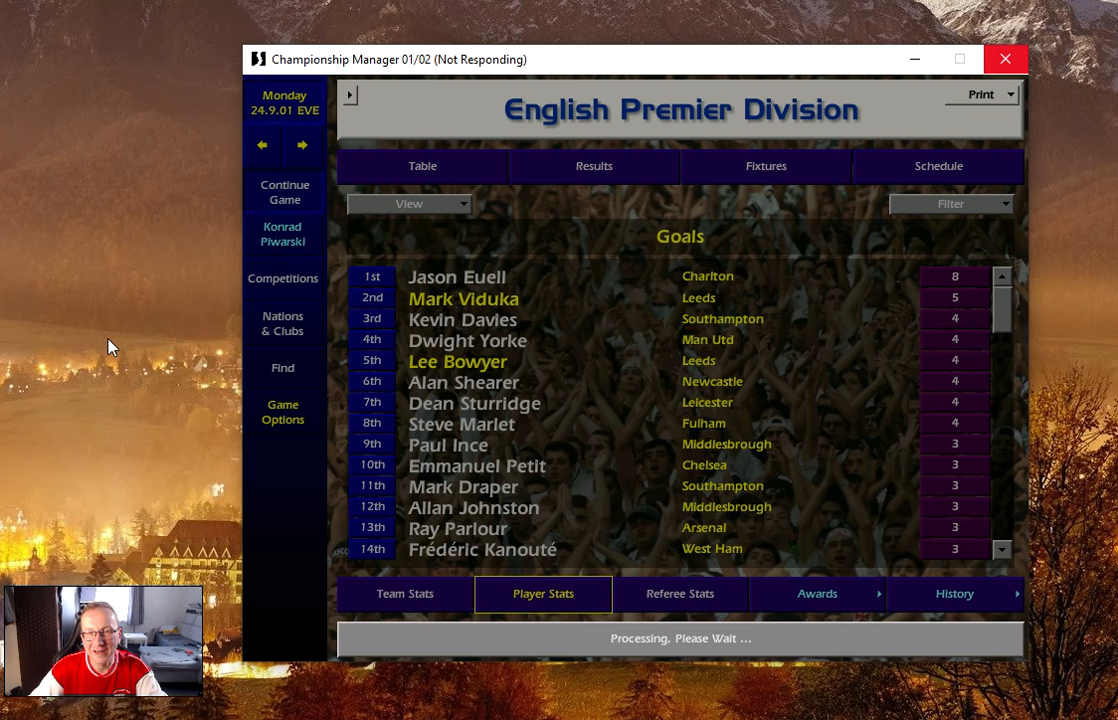 Championship Manager 01/02 (Not Responding)
Monday
24.9.01 EVE
Continue
Game
Konrad
Piwarski
Competitions
Nations
& Clubs
Find
Game
Options
English Premier Division
Print
Table Results Fixtures Schedule
View Filter
Goals
1st Jason Euell Charlton 8
2nd Mark Viduka Leeds 5
3rd Kevin Davies Southampton 4
4th Dwight Yorke Man Utd 4
5th Lee Bowyer Leeds 4
6th Alan Shearer Newcastle 4
7th Dean Sturridge Leicester 4
8th Steve Marlet Fulham 4
9th Paul Ince Middlesbrough 3
10th Emmanuel Petit Chelsea 3
11th Mark Draper Southampton 3
12th Allan Johnston Middlesbrough 3
13th Ray Parlour Arsenal 3
14th Frédéric Kanouté West Ham 3
Team Stats Player Stats Referee Stats Awards History
Processing, Please Wait ...